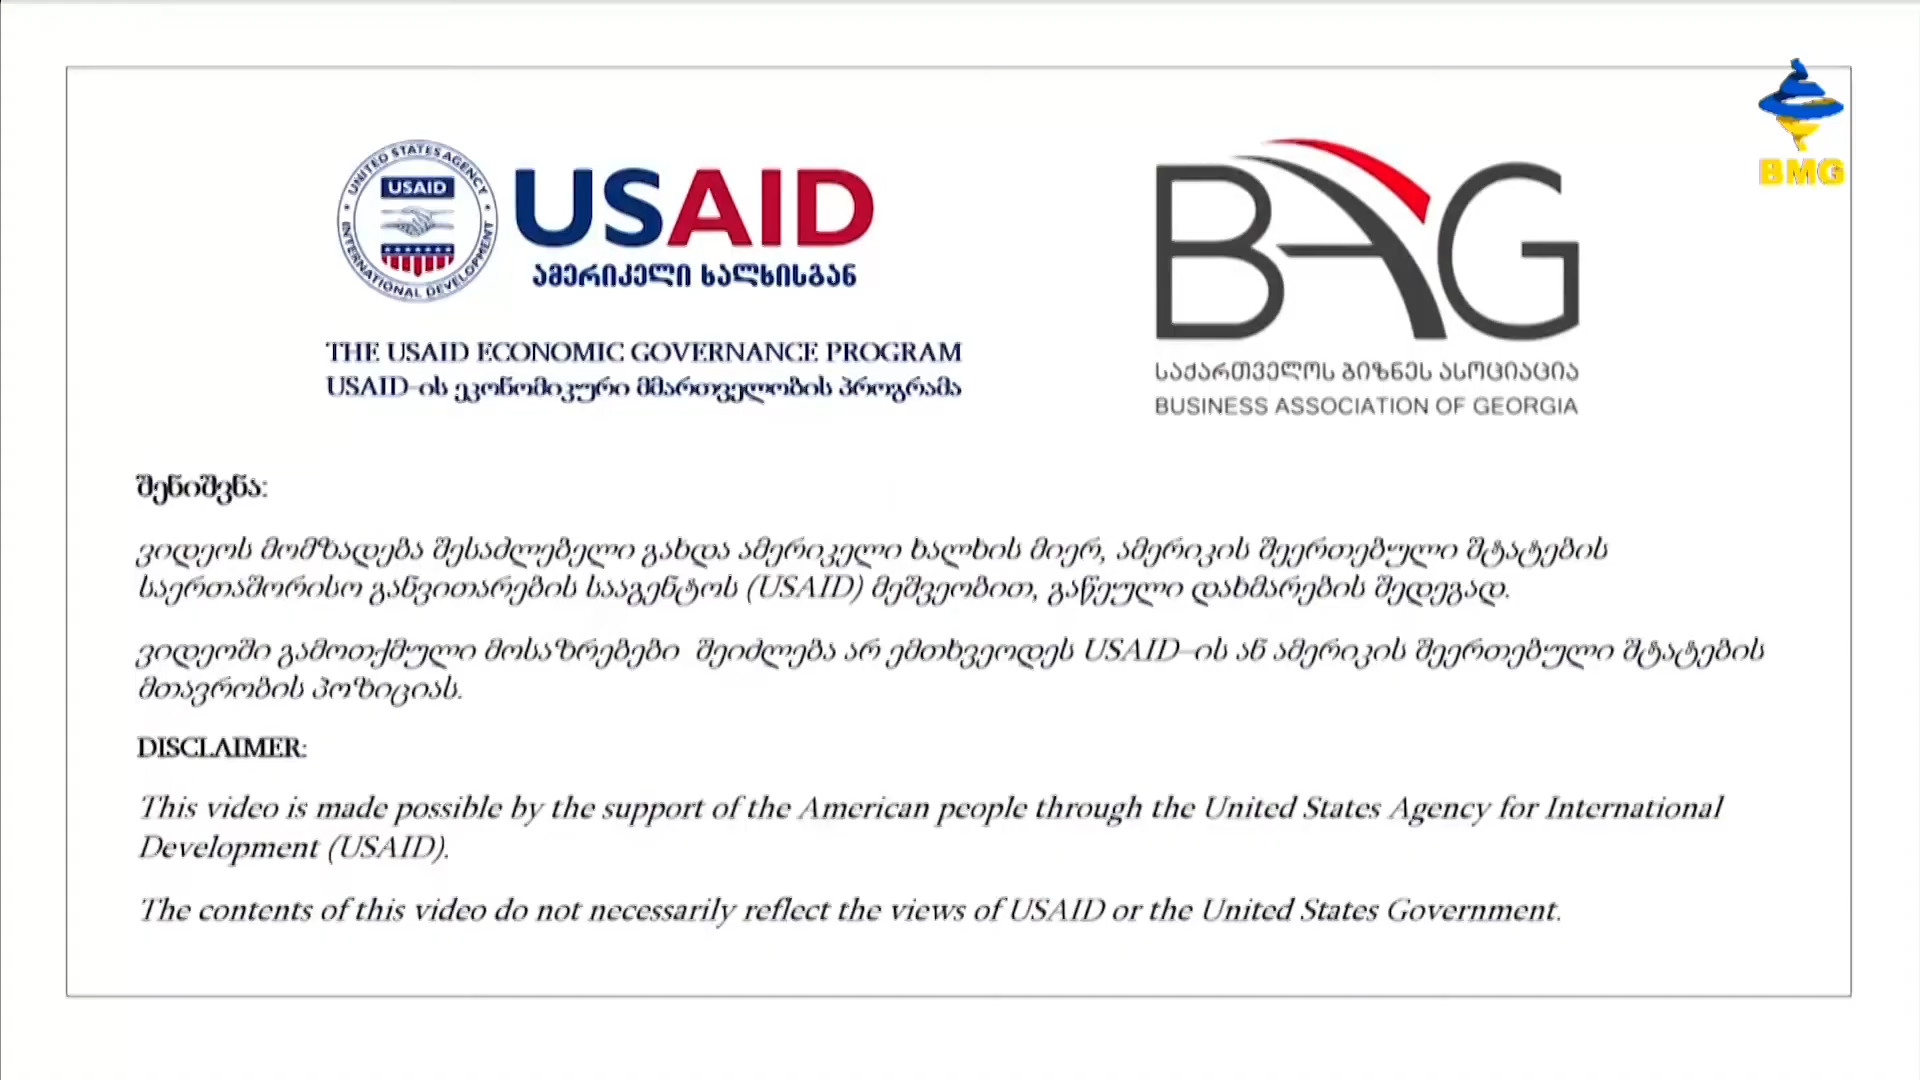 UNITED STATES AGENCY
INTERNATIONAL DEVELOPMENT
USAID
USAID
ᲐᲛᲔᲠᲘᲙᲔᲚᲘ ᲮᲐᲚᲮᲘᲡᲒᲐᲜ
BAG
BMG
THE USAID ECONOMIC GOVERNANCE PROGRAM
USAID-ის ეკონომიკური მმართველობის პროგრამა
ᲡᲐᲥᲐᲠᲗᲕᲔᲚᲝᲡ ᲑᲘᲖᲜᲔᲡ ᲐᲡᲝᲪᲘᲐᲪᲘᲐ
BUSINESS ASSOCIATION OF GEORGIA
შენიშვნა:
ვიდეოს მომზადება შესაძლებელი გახდა ამერიკელი ხალხის მიერ, ამერიკის შეერთებული შტატების
საერთაშორისო განვითარების სააგენტოს (USAID) მეშვეობით, გაწეული დახმარების შედეგად.
ვიდეოში გამოთქმული მოსაზრებები შეიძლება არ ემთხვეოდეს USAID-ის ან ამერიკის შეერთებული შტატების
მთავრობის პოზიციას.
DISCLAIMER:
This video is made possible by the support of the American people through the United States Agency for International
Development (USAID).
The contents of this video do not necessarily reflect the views of USAID or the United States Government.